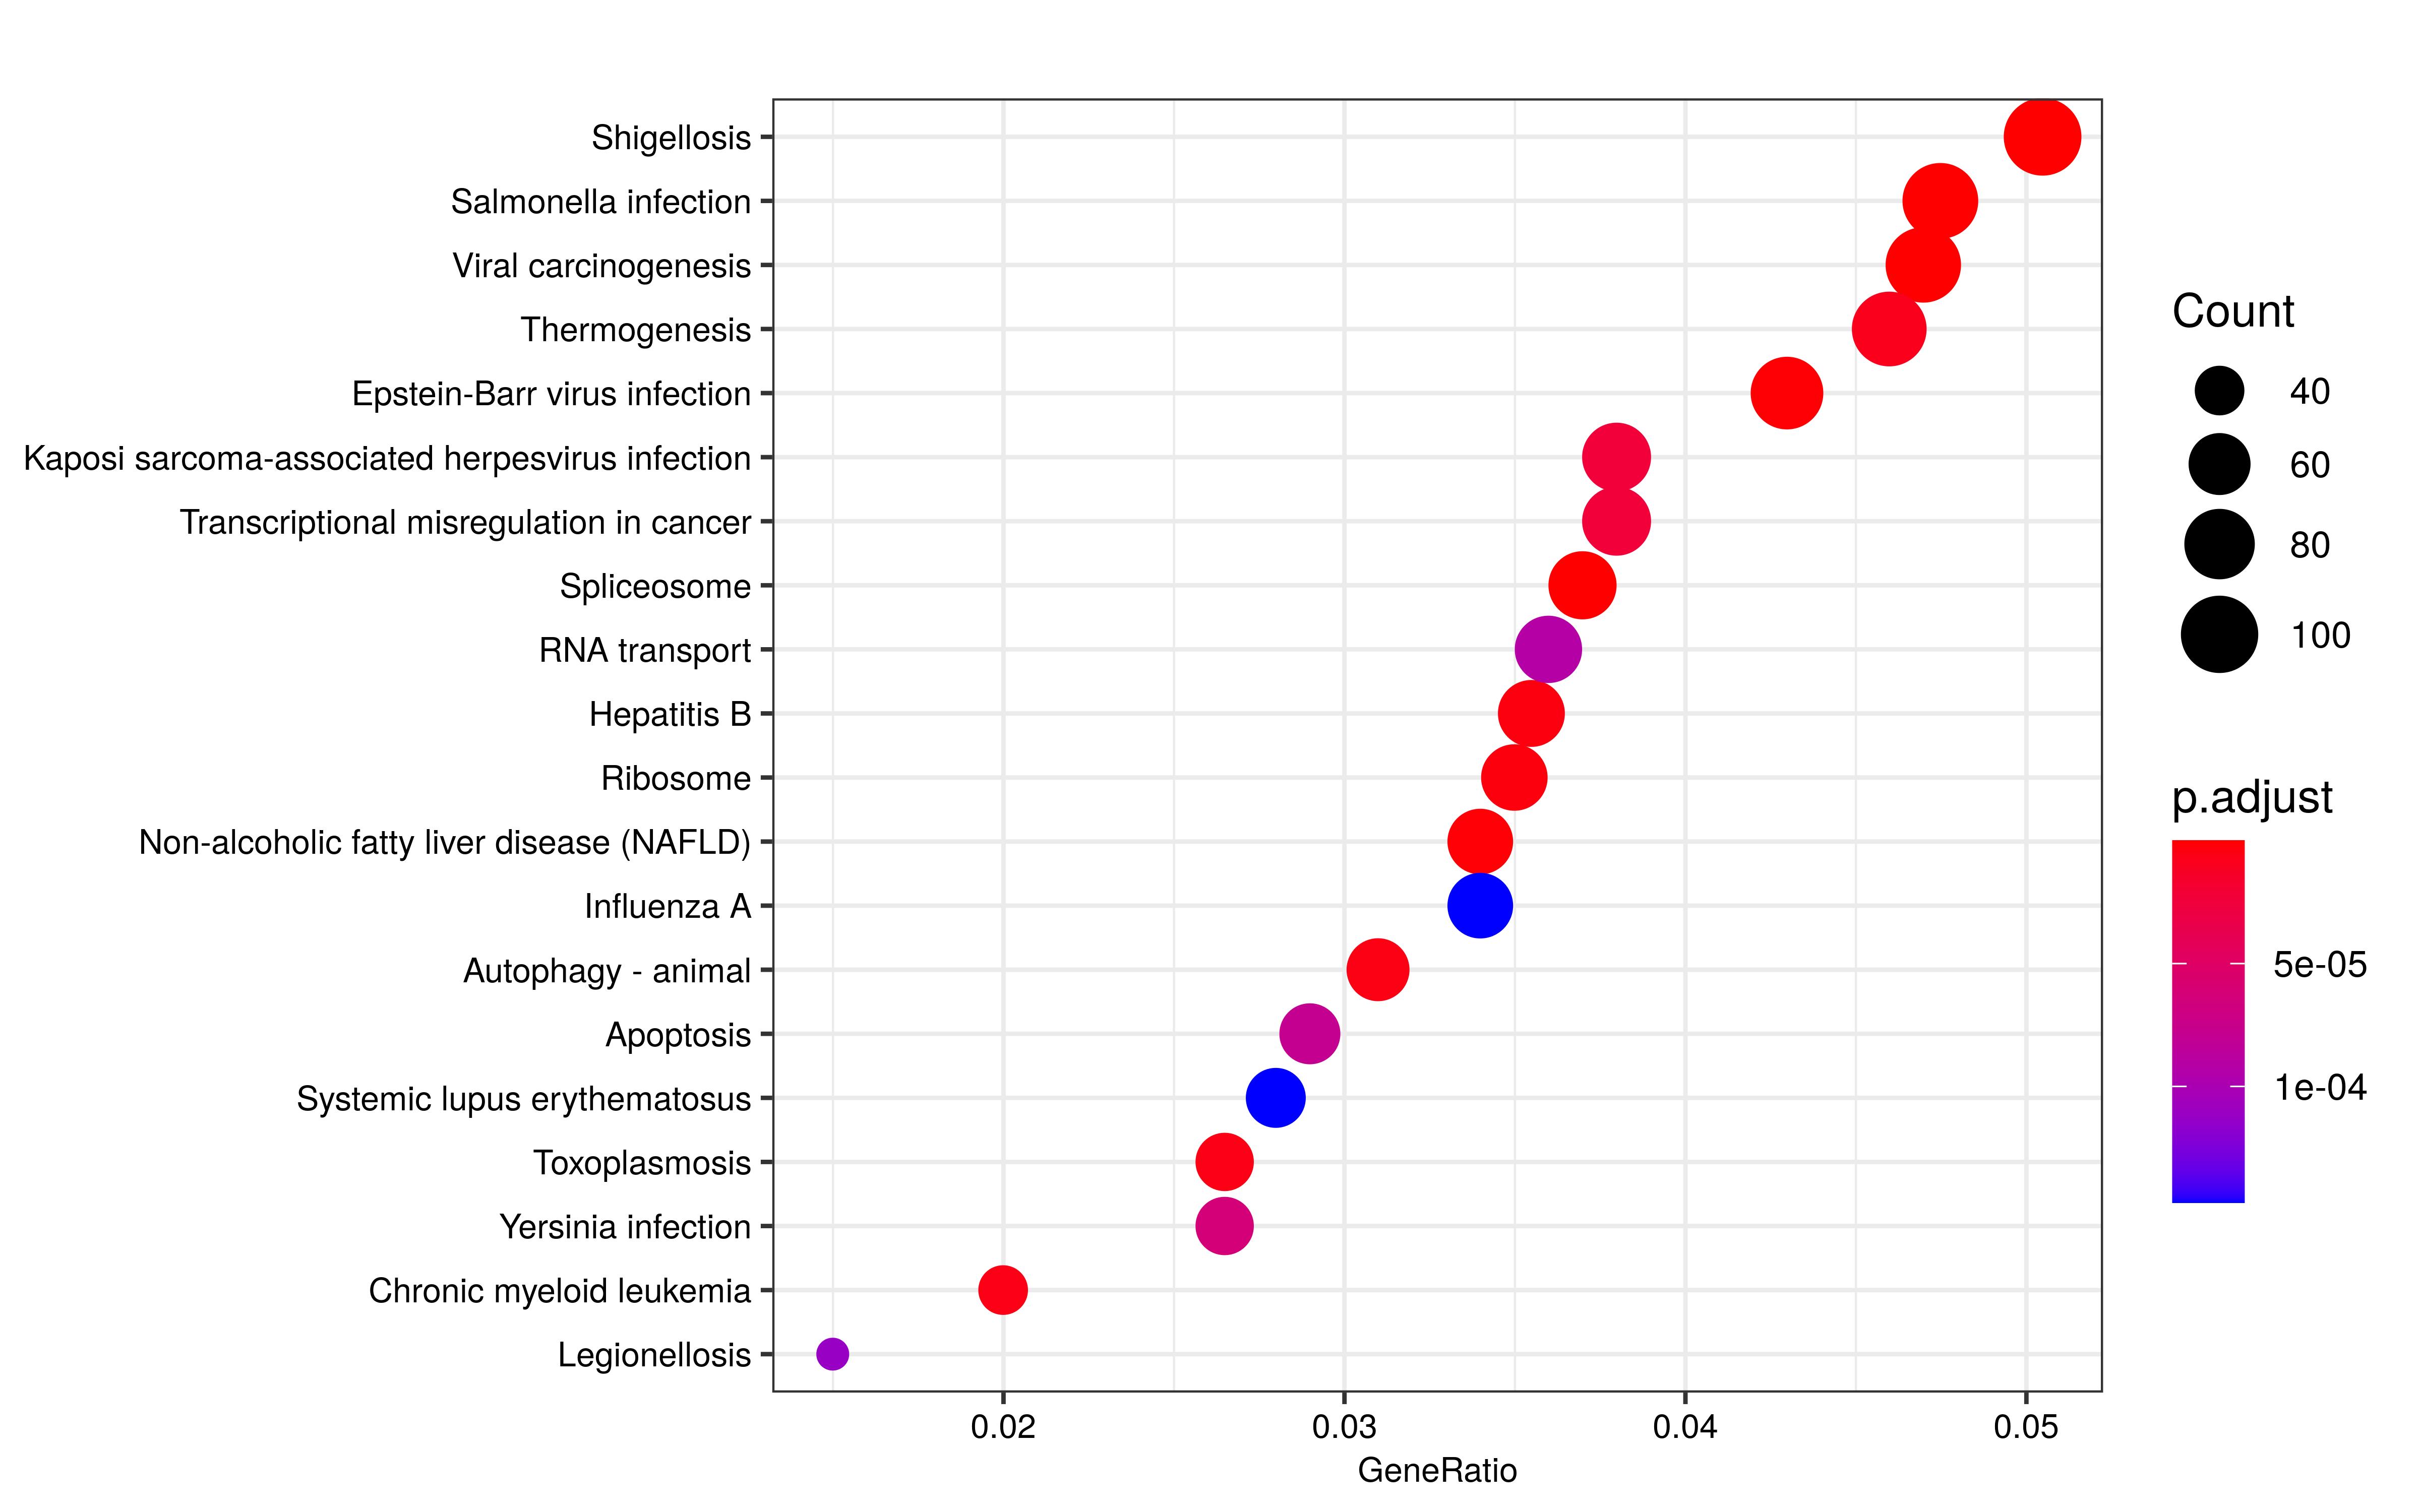 Shigellosis
Salmonella infection
Viral carcinogenesis
Thermogenesis
Epstein-Barr virus infection
Kaposi sarcoma-associated herpesvirus infection
Transcriptional misregulation in cancer
Spliceosome
RNA transport
Hepatitis B
Ribosome
Non-alcoholic fatty liver disease (NAFLD)
Influenza A
Autophagy - animal
Apoptosis
Systemic lupus erythematosus
Toxoplasmosis
Yersinia infection
Chronic myeloid leukemia
Legionellosis
0.02 0.03 0.04 0.05
GeneRatio
Count
40
60
80
100
p.adjust
5e-05
1e-04